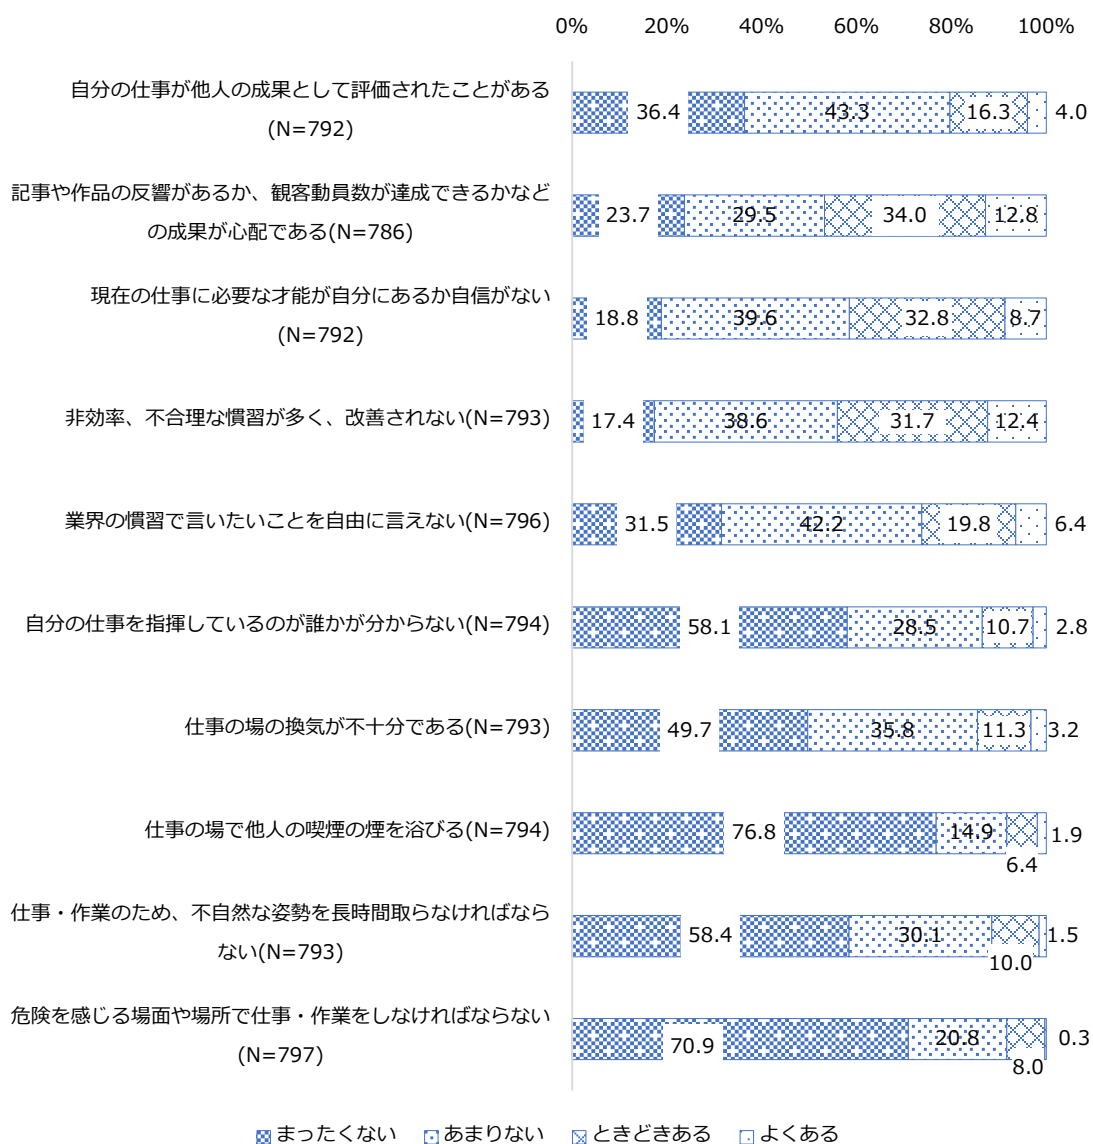 0% 20% 40% 60% 80% 100%
自分の仕事が他人の成果として評価されたことがある
(N=792)
36.4 43.3 16.3 4.0
記事や作品の反響があるか、観客動員数が達成できるかなど
の成果が心配である(N=786)
23.7 29.5 34.0 12.8
現在の仕事に必要な才能が自分にあるか自信がない
(N=792)
18.8 39.6 32.8 8.7
非効率、不合理な慣習が多く、改善されない(N=793)
17.4 38.6 31.7 12.4
業界の慣習で言いたいことを自由に言えない(N=796)
31.5 42.2 19.8 6.4
自分の仕事を指揮しているのが誰かが分からない(N=794)
58.1 28.5 10.7 2.8
仕事の場の換気が不十分である(N=793)
49.7 35.8 11.3 3.2
仕事の場で他人の喫煙の煙を浴びる(N=794)
76.8 14.9 6.4 1.9
仕事・作業のため、不自然な姿勢を長時間取らなければなら
ない(N=793)
58.4 30.1 10.0 1.5
危険を感じる場面や場所で仕事・作業をしなければならない
(N=797)
70.9 20.8 8.0 0.3
まったくない あまりない ときどきある よくある